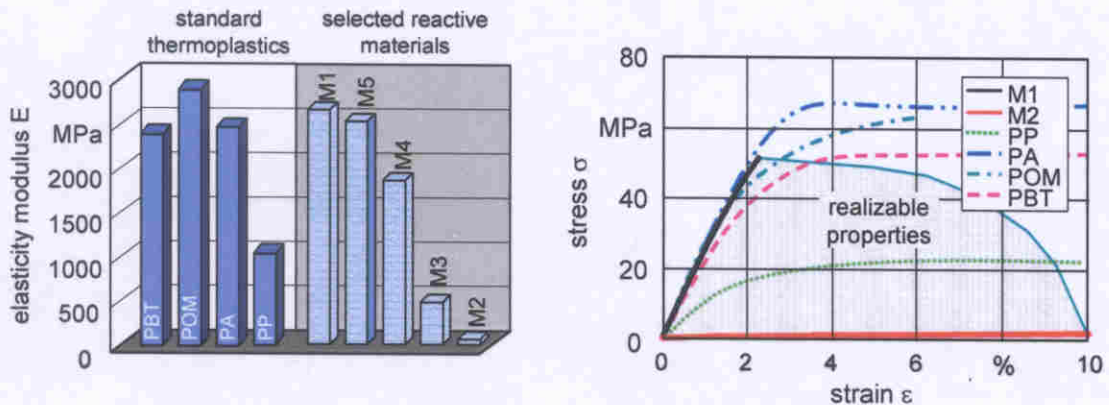 standard
thermoplastics
selected reactive
materials
elasticity modulus E
3000
MPa
2000
1500
1000
500
0
PBT
POM
PA
PP
M1
M5
M4
M3
M2
stress σ
80
MPa
40
20
0
0
2
4
6
%
10
strain ε
realizable
properties
M1
M2
PP
PA
POM
PBT